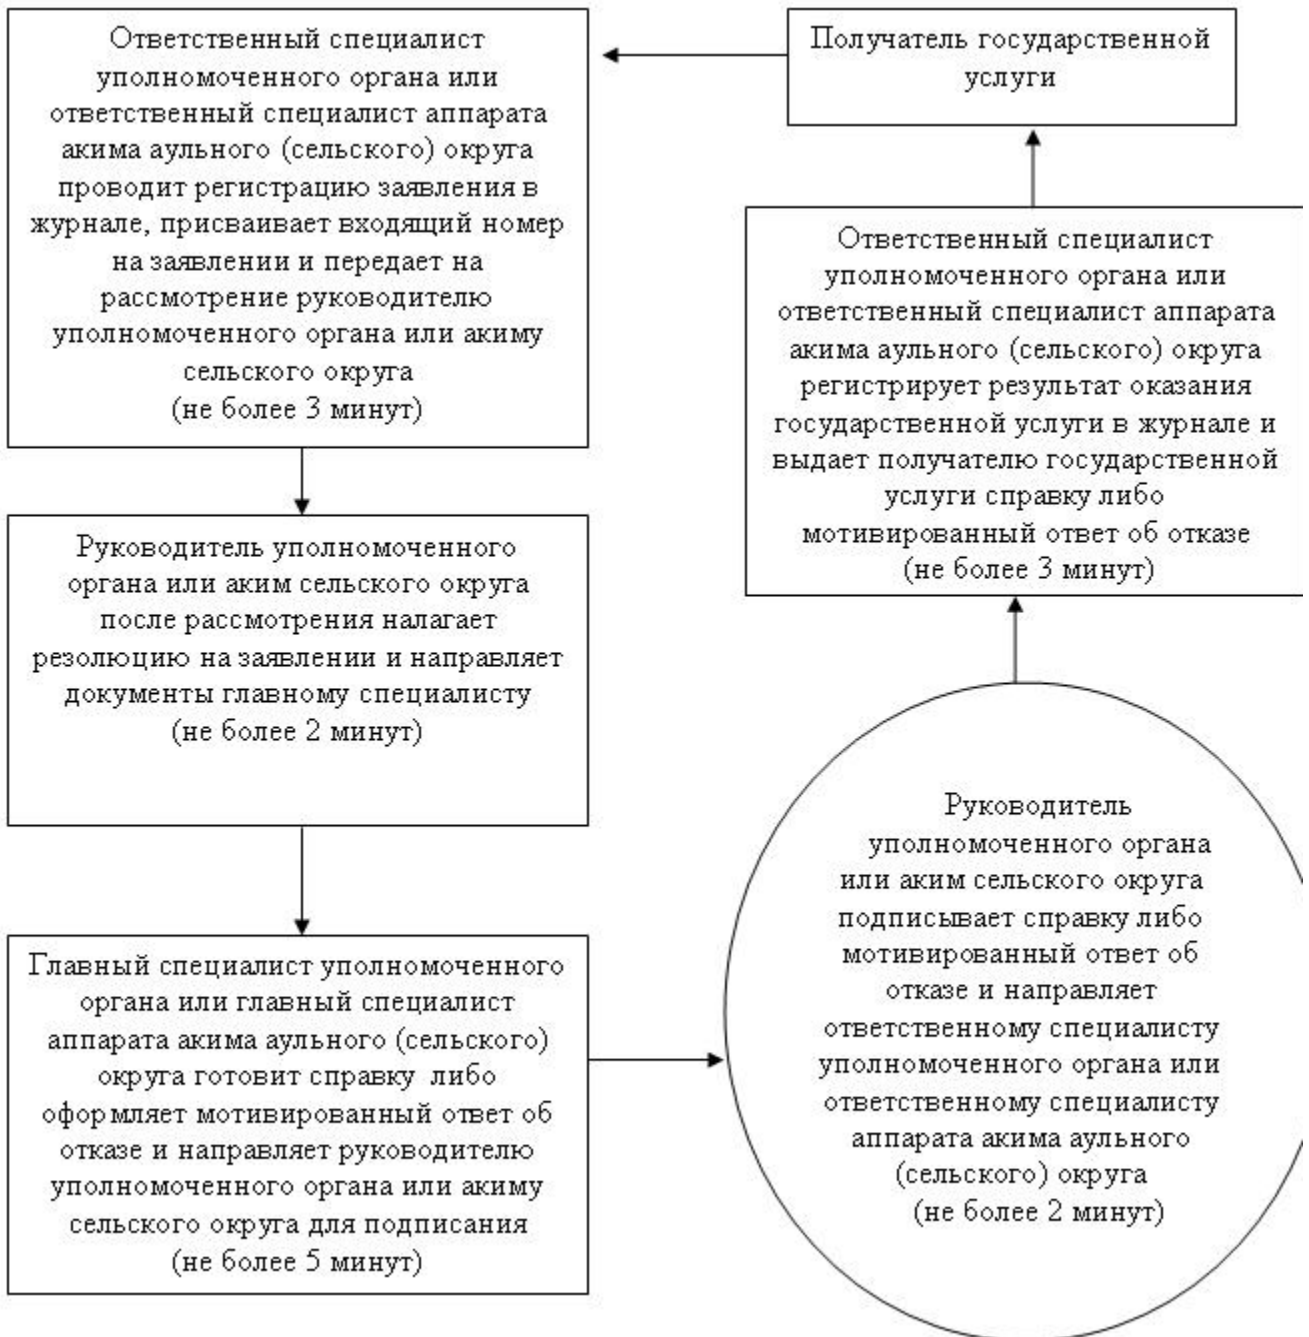 Ответственный специалист
уполномоченного органа или
ответственный специалист аппарата
акима аульного (сельского) округа
проводит регистрацию заявления в
журнале, присваивает входящий номер
на заявлении и передает на
рассмотрение руководителю
уполномоченного органа или акиму
сельского округа
(не более 3 минут)
Руководитель уполномоченного
органа или аким сельского округа
после рассмотрения налагает
резолюцию на заявлении и направляет
документы главному специалисту
(не более 2 минут)
Главный специалист уполномоченного
органа или главный специалист
аппарата акима аульного (сельского)
округа готовит справку либо
оформляет мотивированный ответ об
отказе и направляет руководителю
уполномоченного органа или акиму
сельского округа для подписания
(не более 5 минут)
Руководитель
уполномоченного органа
или аким сельского округа
подписывает справку либо
мотивированный ответ об
отказе и направляет
ответственному специалисту
уполномоченного органа или
ответственному специалисту
аппарата акима аульного
(сельского) округа
(не более 2 минут)
Ответственный специалист
уполномоченного органа или
ответственный специалист аппарата
акима аульного (сельского) округа
регистрирует результат оказания
государственной услуги в журнале и
выдает получателю государственной
услуги справку либо
мотивированный ответ об отказе
(не более 3 минут)
Получатель государственной
услуги